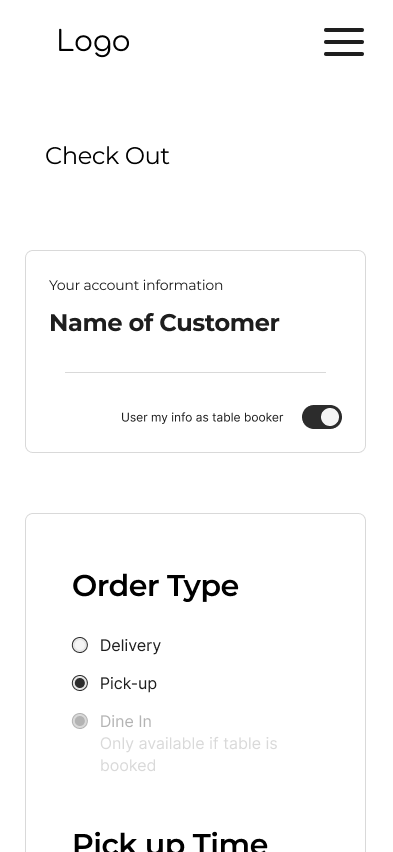 Logo
Check Out
Your account information
Name of Customer
User my info as table booker
Order Type
Delivery
Pick-up
Dine In
Only available if table is
booked
Pick up Time